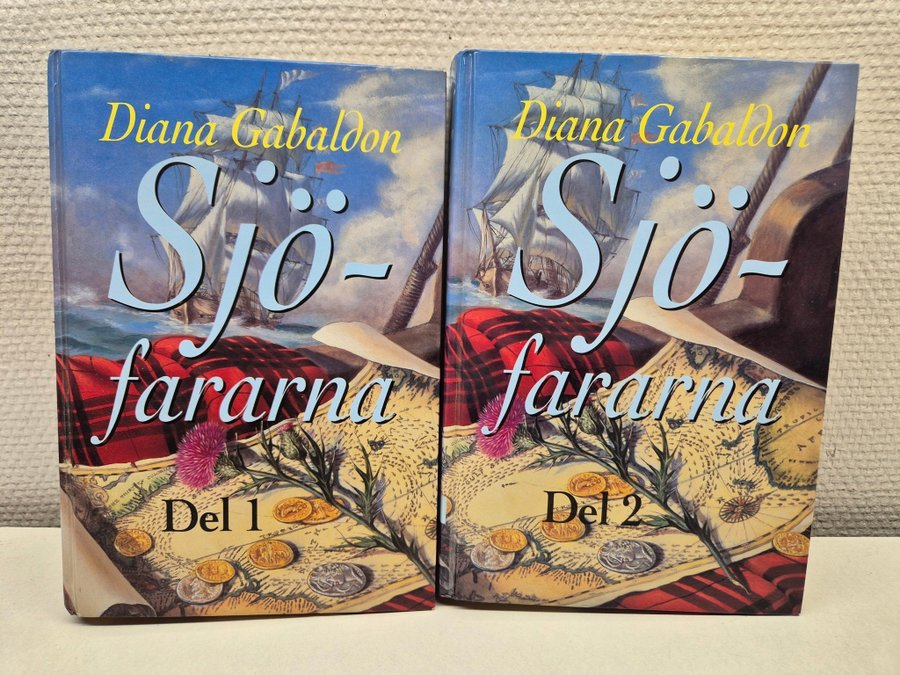 Diana Gabaldon
Sjö-
fararna
Del 1
Diana Gabaldon
Sjö-
fararna
Del 2